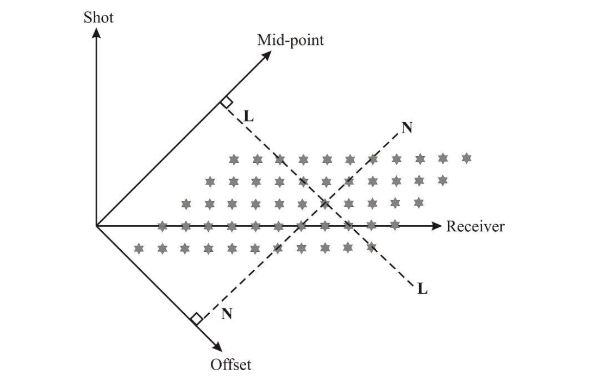 Shot
Mid-point
L
N
Receiver
L
N
Offset